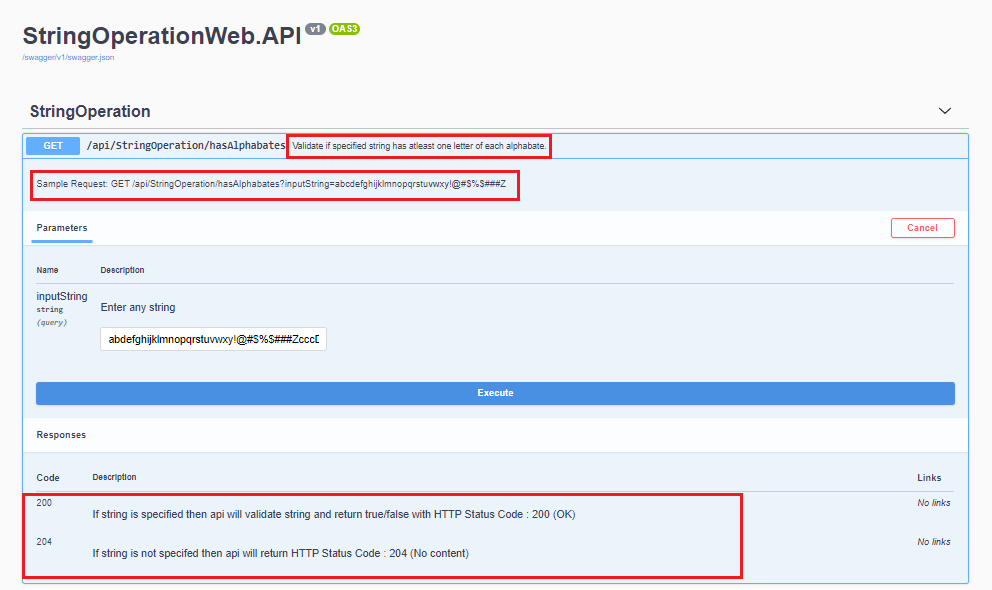 StringOperationWeb.API v1 OAS3
/swagger/v1/swagger.json
StringOperation
GET /api/StringOperation/hasAlphabates Validate if specified string has atleast one letter of each alphabate.
Sample Request: GET /api/StringOperation/hasAlphabates?inputString=abcdefghijklmnopqrstuvwxy!@#$%$###Z
Parameters Cancel
Name Description
inputString
string
(query)
Enter any string
abdefghijklmnopqrstuvwxy!@#$%$###ZcccD
Execute
Responses
Code Description Links
200 No links
If string is specified then api will validate string and return true/false with HTTP Status Code : 200 (OK)
204 No links
If string is not specifed then api will return HTTP Status Code : 204 (No content)